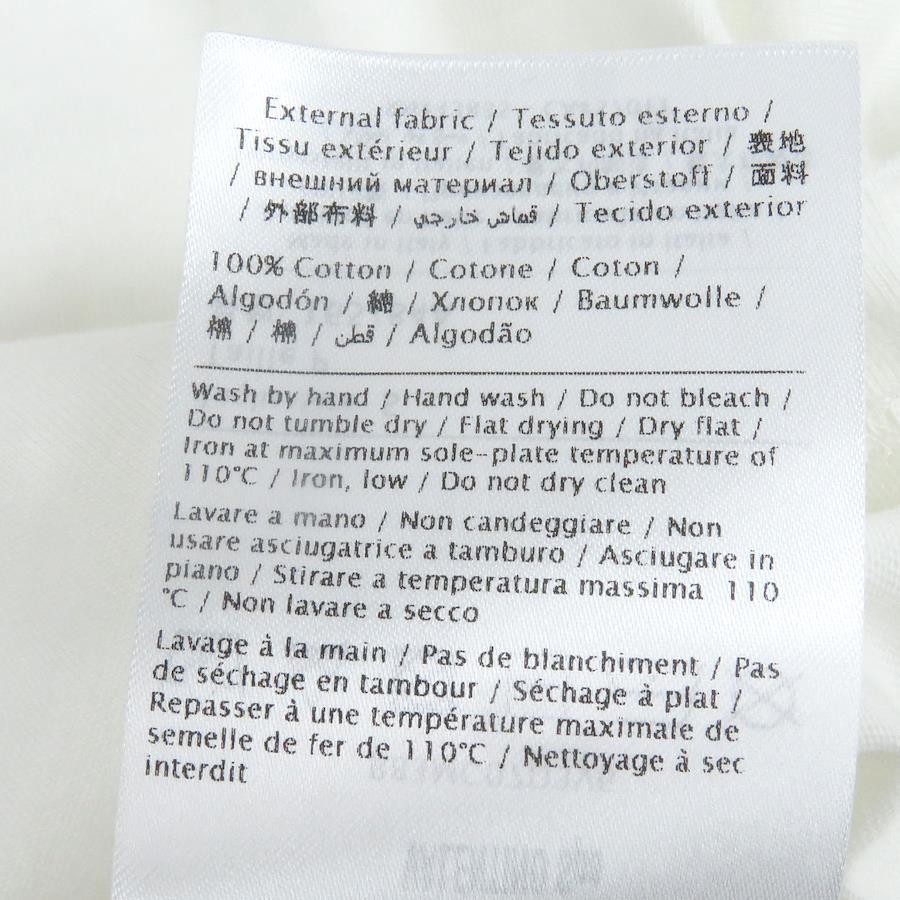 External fabric / Tessuto esterno /
Tissu extérieur / Tejido exterior / 表地
/ внешний материал / Oberstoff / 面料
/ 外部布料 / قماش خارجي / Tecido exterior
100% Cotton / Cotone / Coton /
Algodón / 綿 / Хлопок / Baumwolle /
棉 / 棉 / قطن / Algodão
Wash by hand / Hand wash / Do not bleach /
Do not tumble dry / Flat drying / Dry flat /
Iron at maximum sole-plate temperature of
110°C / Iron, low / Do not dry clean
Lavare a mano / Non candeggiare / Non
usare asciugatrice a tamburo / Asciugare in
piano / Stirare a temperatura massima 110
°C / Non lavare a secco
Lavage à la main / Pas de blanchiment / Pas
de séchage en tambour / Séchage à plat /
Repasser à une température maximale de
semelle de fer de 110°C / Nettoyage à sec
interdit